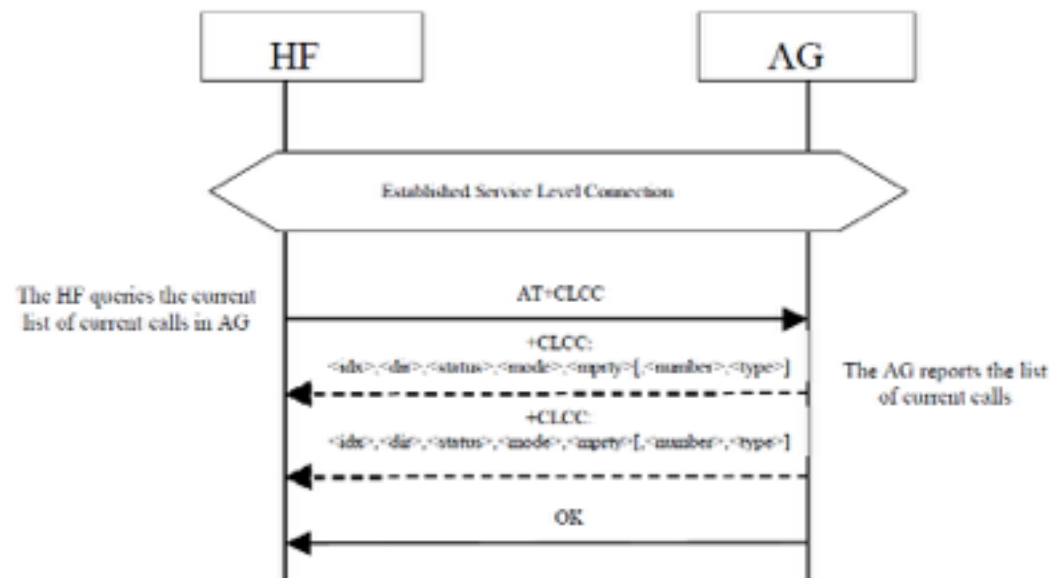 HF
AG
Established Service Level Connection
The HF queries the current
list of current calls in AG
AT+CLCC
+CLCC:
<idx>,<dir>,<status>,<mode>,<mprty>[,<number>,<type>]
The AG reports the list
of current calls
+CLCC:
<idx>,<dir>,<status>,<mode>,<mprty>[,<number>,<type>]
OK